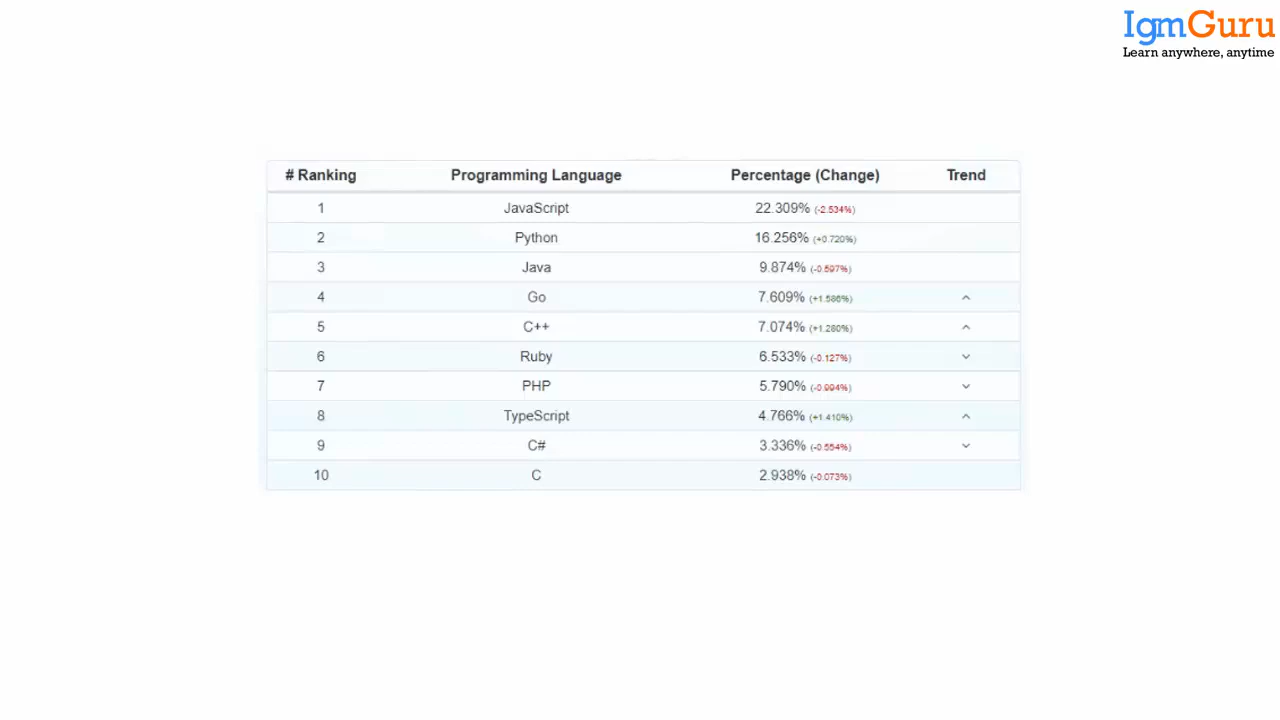 IgmGuru
Learn anywhere, anytime
# Ranking Programming Language Percentage (Change) Trend
1 JavaScript 22.309% (-2.534%)
2 Python 16.256% (+0.720%)
3 Java 9.874% (-0.597%)
4 Go 7.609% (+1.586%)
5 C++ 7.074% (+1.280%)
6 Ruby 6.533% (-0.127%)
7 PHP 5.790% (-0.994%)
8 TypeScript 4.766% (+1.410%)
9 C# 3.336% (-0.554%)
10 C 2.938% (-0.073%)